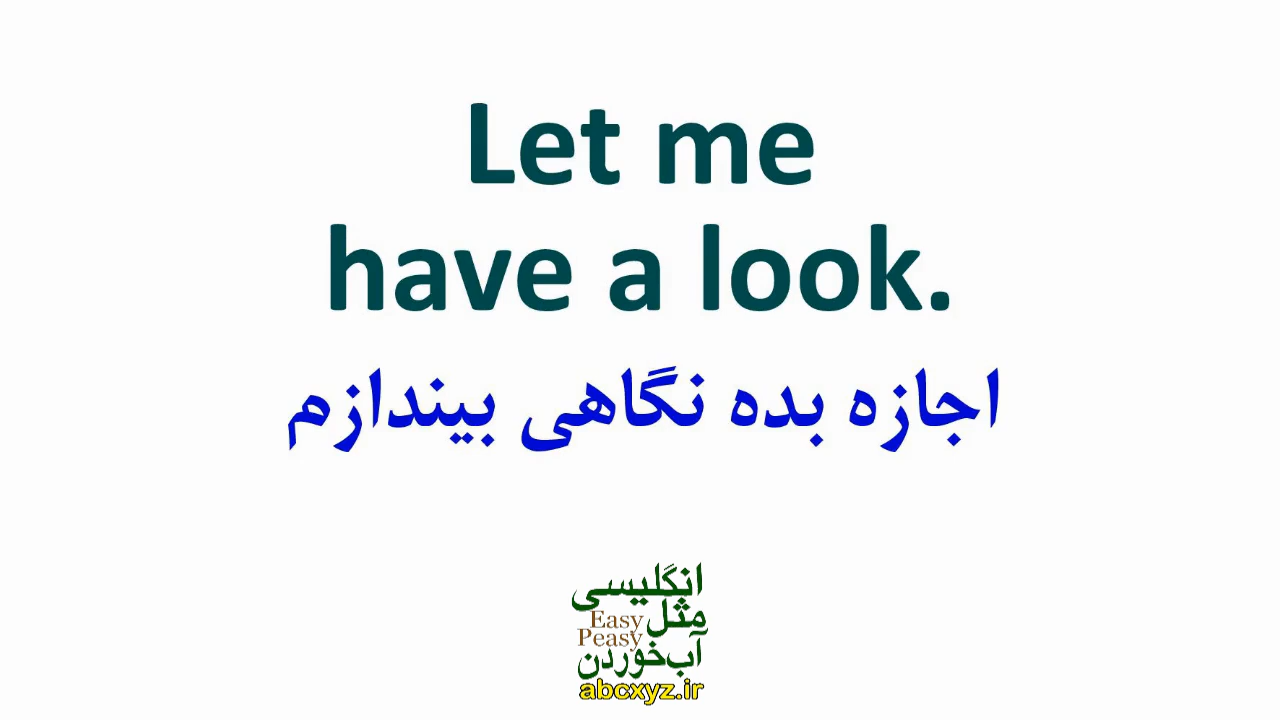 Let me
have a look.
اجازه بده نگاهی بیندازم
انگلیسی
مثل Easy
Peasy
آب‌خوردن
abcxyz.ir